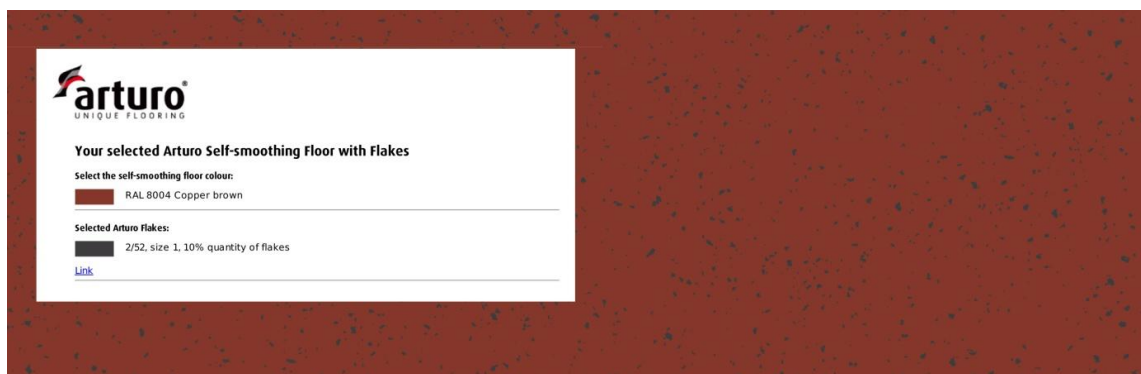 arturo®
UNIQUE FLOORING
Your selected Arturo Self-smoothing Floor with Flakes
Select the self-smoothing floor colour:
RAL 8004 Copper brown
Selected Arturo Flakes:
2/52, size 1, 10% quantity of flakes
Link